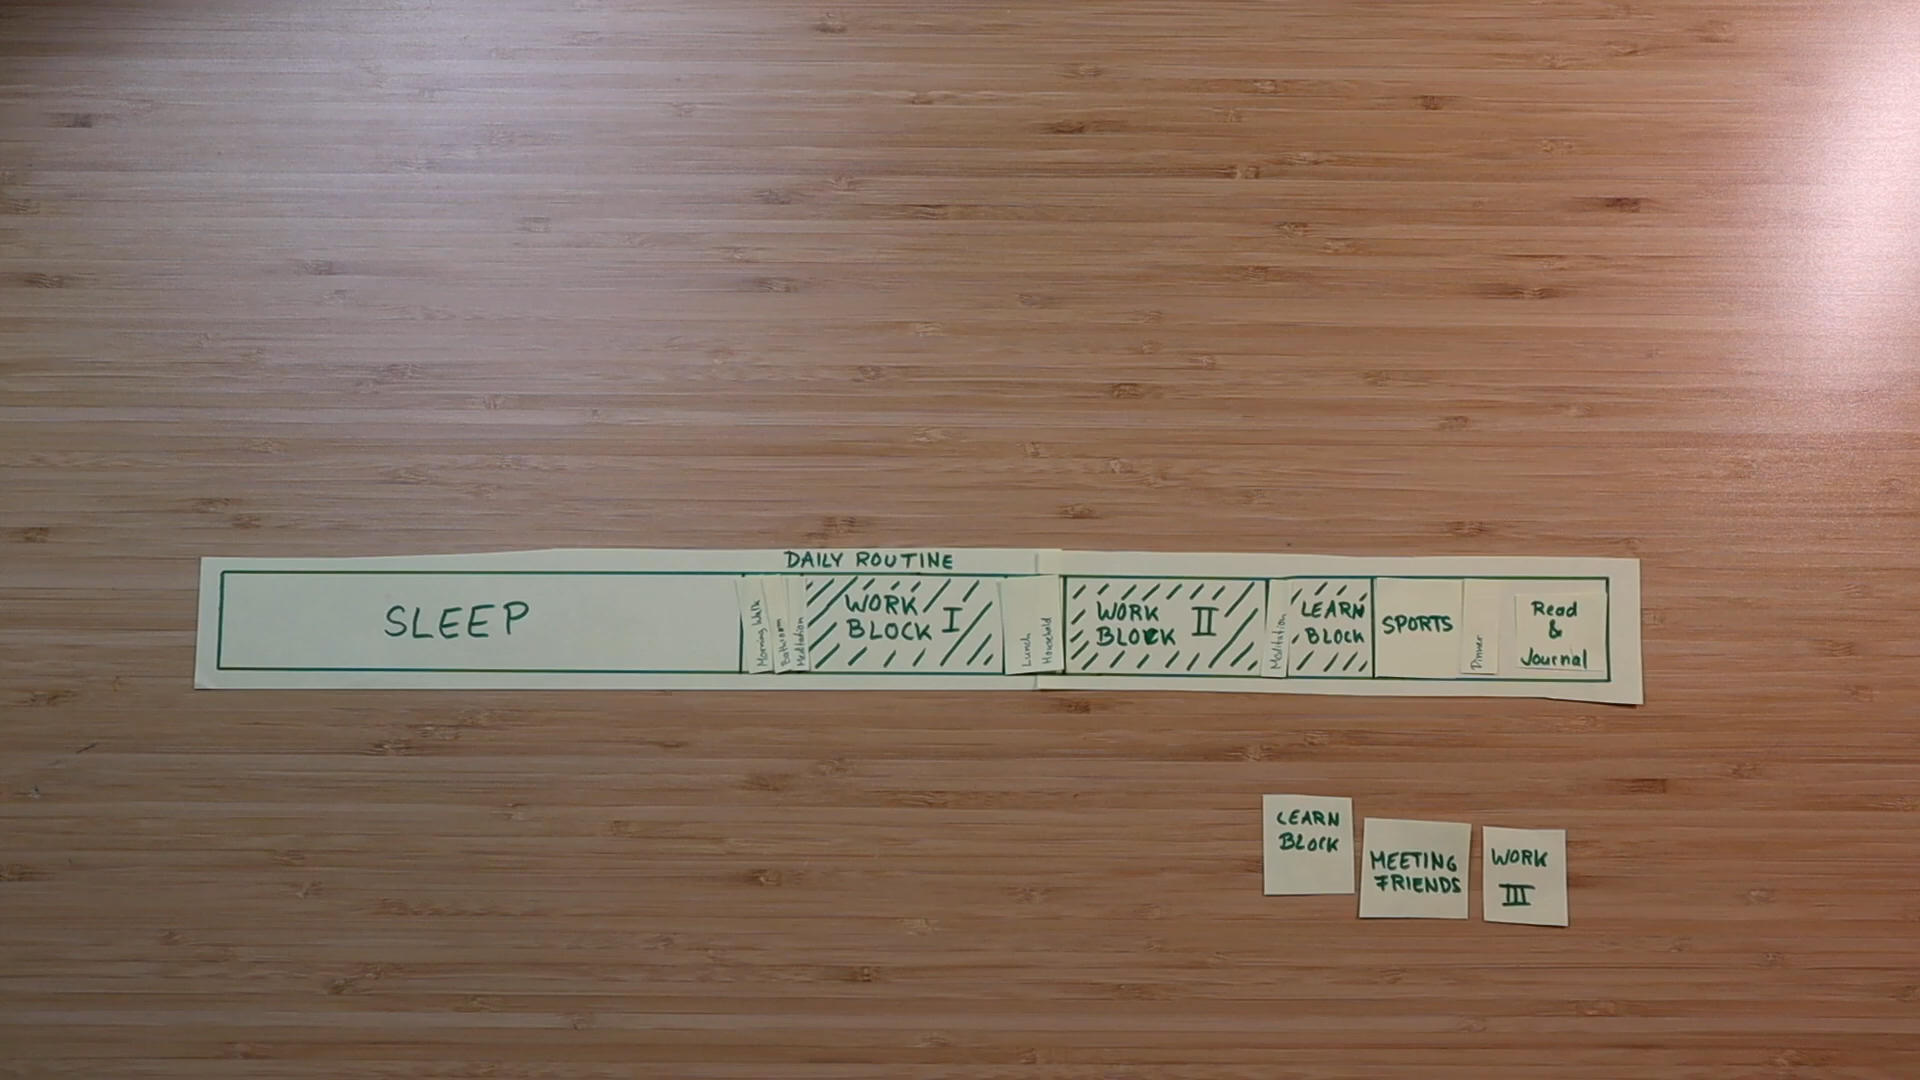 DAILY ROUTINE
SLEEP
Morning Walk
Bathroom
Meditation
WORK
BLOCK I
Lunch
Household
WORK
BLOCK II
Meditation
LEARN
BLOCK
SPORTS
Dinner
Read
&
Journal
LEARN
BLOCK
MEETING
FRIENDS
WORK
III